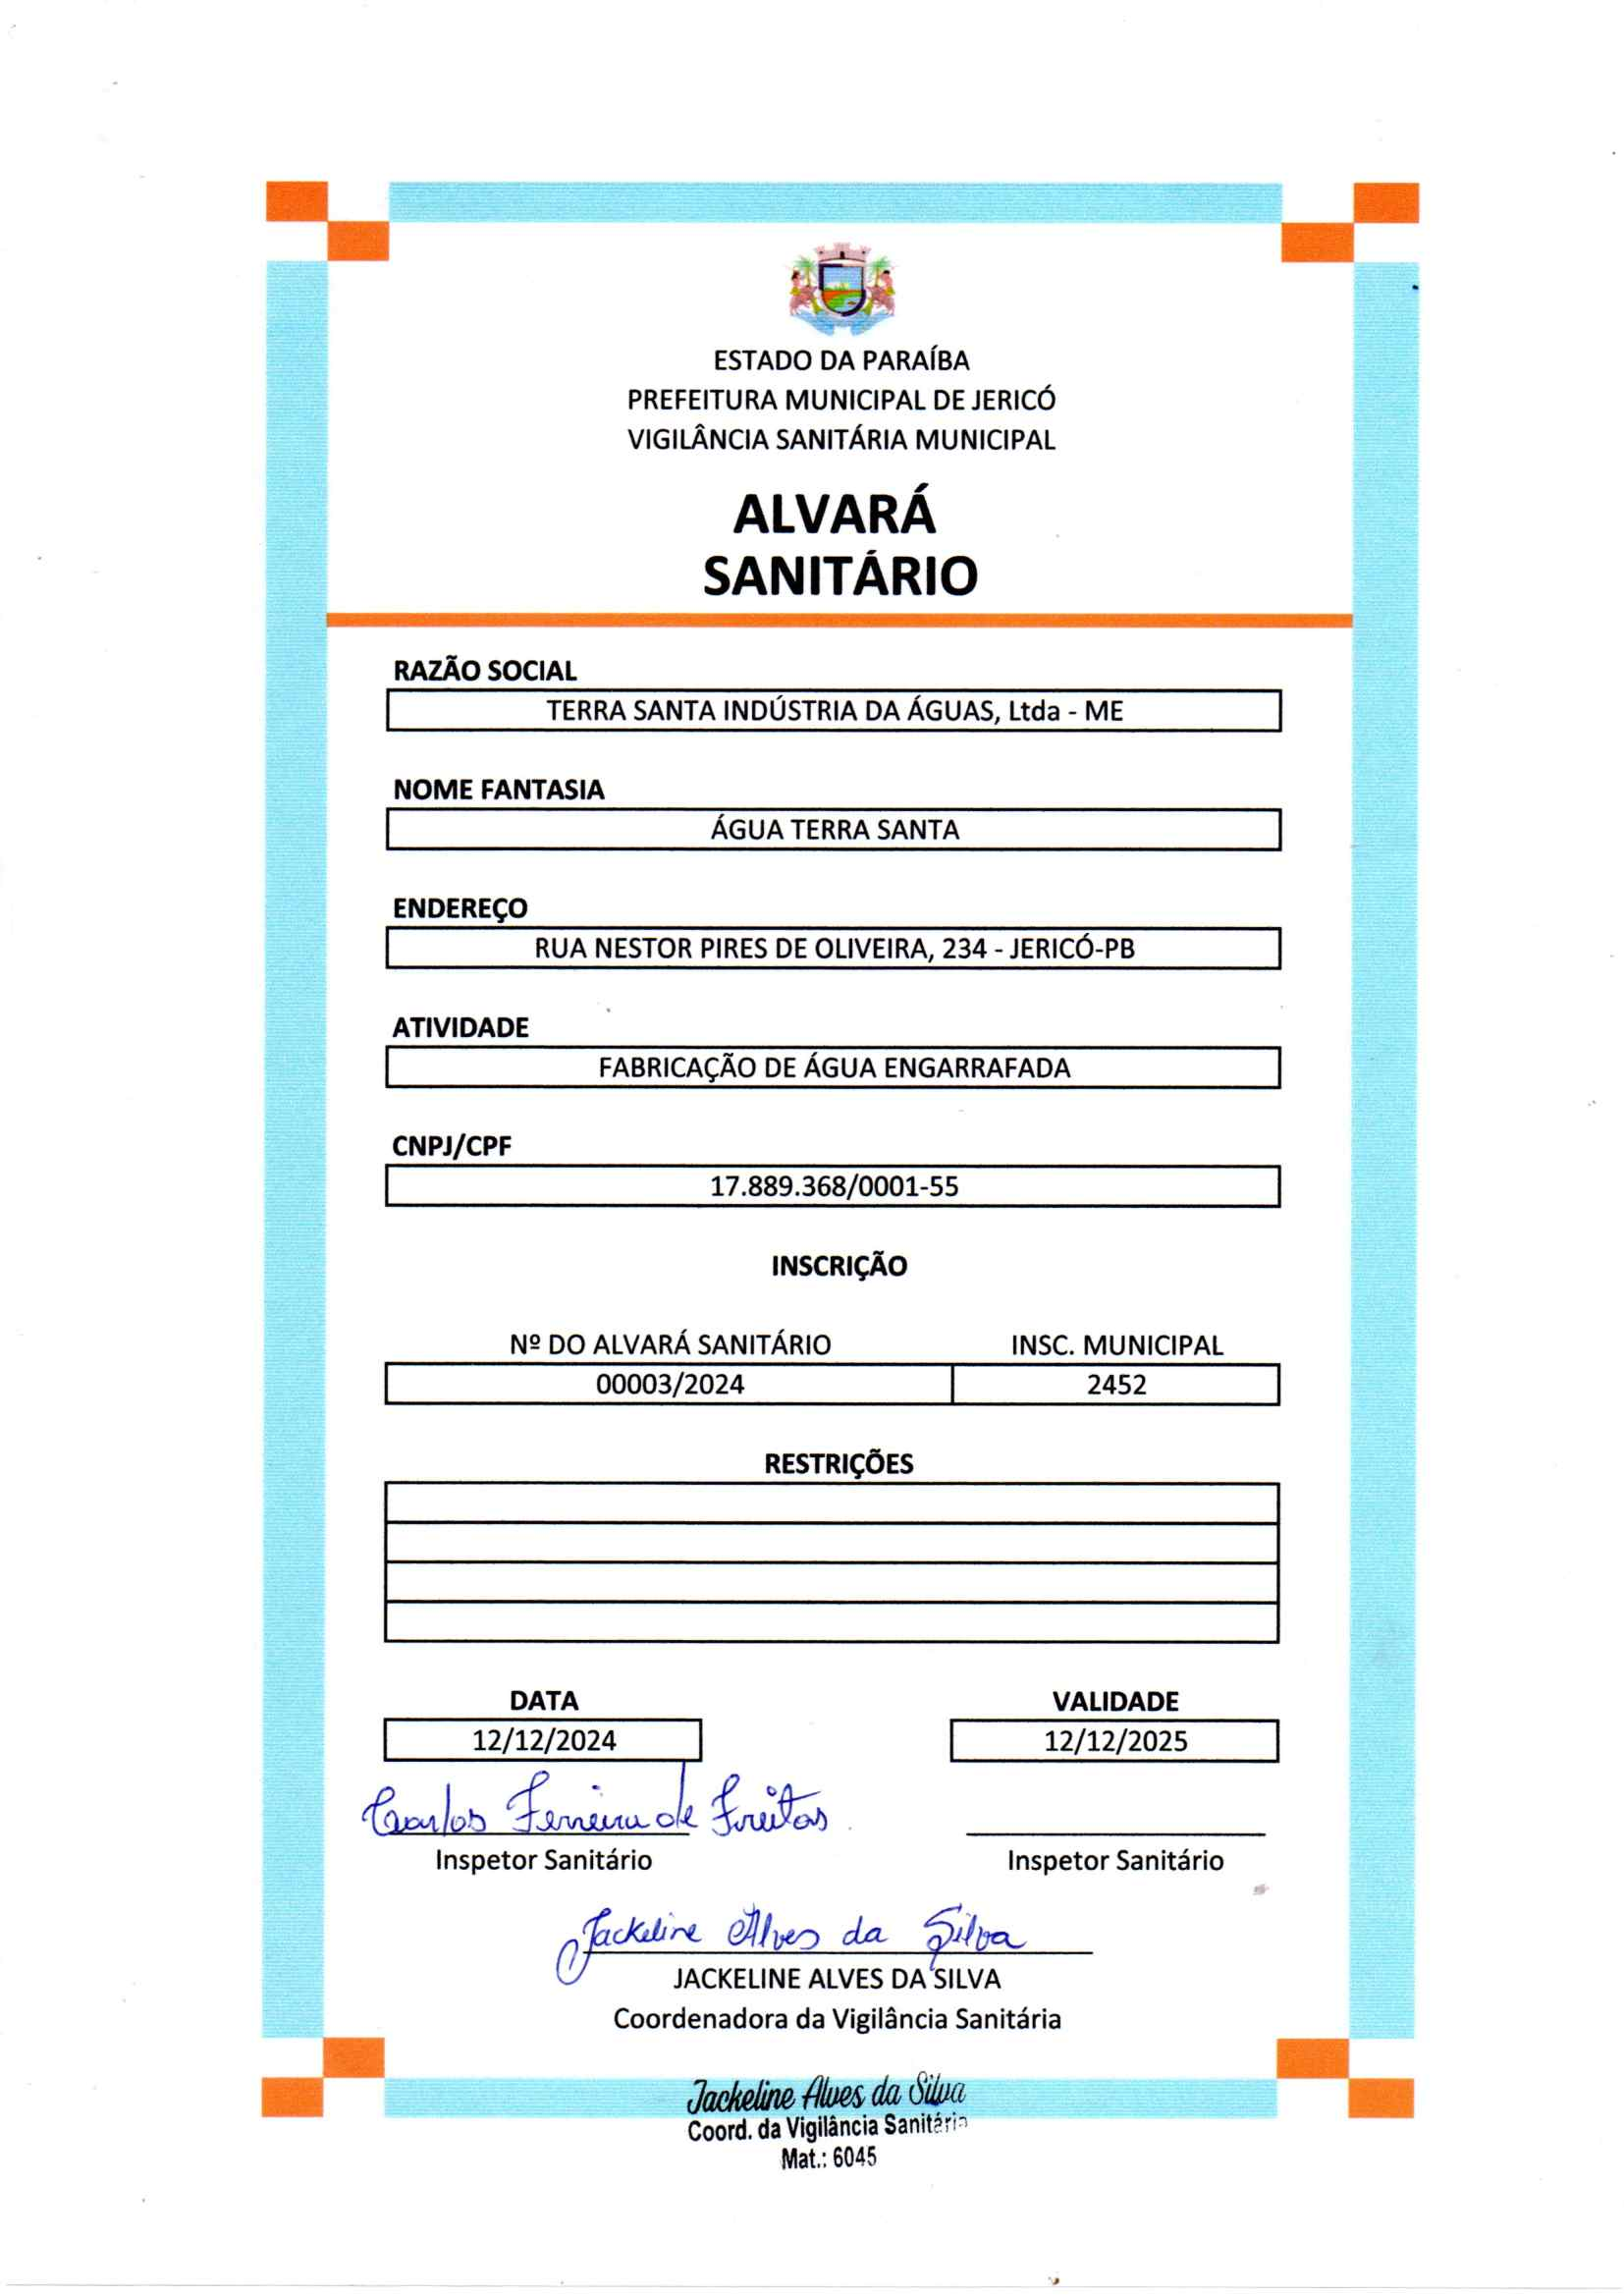 ESTADO DA PARAÍBA
PREFEITURA MUNICIPAL DE JERICÓ
VIGILÂNCIA SANITÁRIA MUNICIPAL
ALVARÁ
SANITÁRIO
RAZÃO SOCIAL
TERRA SANTA INDÚSTRIA DA ÁGUAS, Ltda - ME
NOME FANTASIA
ÁGUA TERRA SANTA
ENDEREÇO
RUA NESTOR PIRES DE OLIVEIRA, 234 - JERICÓ-PB
ATIVIDADE
FABRICAÇÃO DE ÁGUA ENGARRAFADA
CNPJ/CPF
17.889.368/0001-55
INSCRIÇÃO
Nº DO ALVARÁ SANITÁRIO INSC. MUNICIPAL
00003/2024 2452
RESTRIÇÕES
DATA VALIDADE
12/12/2024 12/12/2025
Carlos Ferreira de Freitas
Inspetor Sanitário Inspetor Sanitário
Jackeline Alves da Silva
JACKELINE ALVES DA SILVA
Coordenadora da Vigilância Sanitária
Jackeline Alves da Silva
Coord. da Vigilância Sanitária
Mat.: 6045